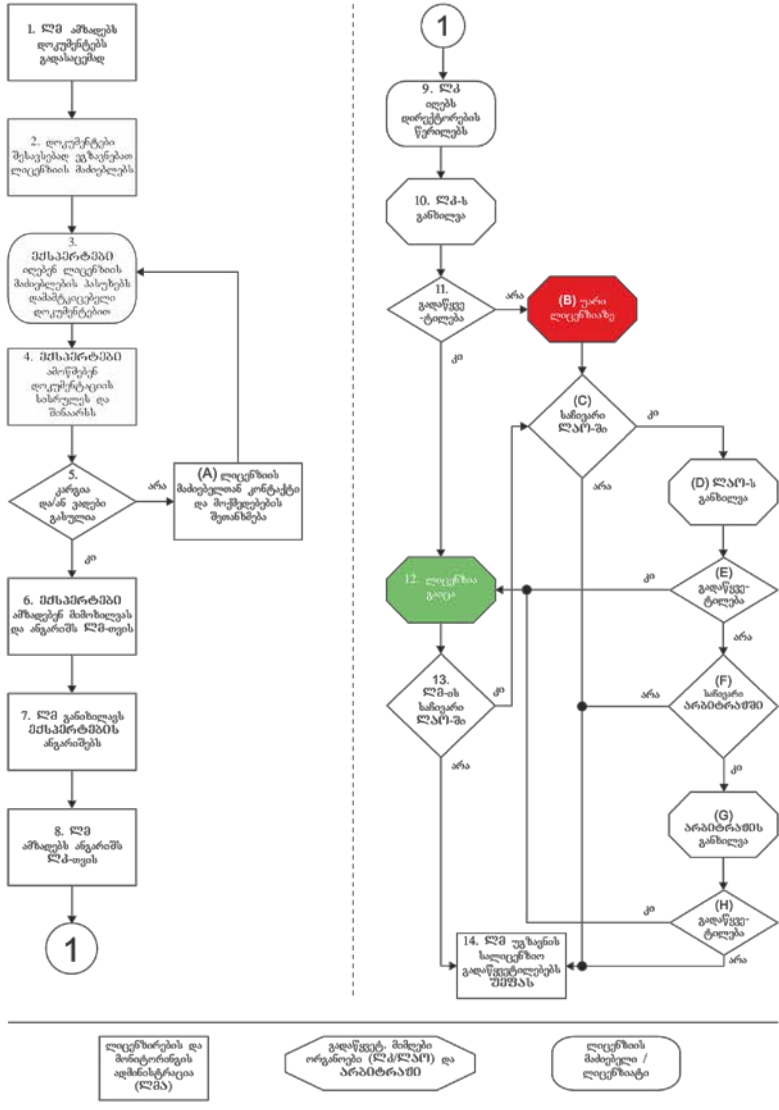 1. ᲚᲛ ამზადებს
დოკუმენტებს
გადასაცემად
2. დოკუმენტები
შესავსებად ეგზავნებათ
ლიცენზიის მაძიებლებს
3.
ᲔᲥᲡᲞᲔᲠᲢᲔᲑᲘ
იღებენ ლიცენზიის
მაძიებლების პასუხებს
დამამტკიცებელი
დოკუმენტებით
4. ᲔᲥᲡᲞᲔᲠᲢᲔᲑᲘ
ამოწმებენ
დოკუმენტაციის
სისრულეს და
შინაარსს
5.
კარგია
და/ან ვადები
გასულია
არა
(A) ლიცენზიის
მაძიებელთან კონტაქტი
და მოქმედებების
შეთანხმება
კი
6. ᲔᲥᲡᲞᲔᲠᲢᲔᲑᲘ
ამზადებენ მიმოხილვას
და ანგარიშს ᲚᲛ-თვის
7. ᲚᲛ განიხილავს
ᲔᲥᲡᲞᲔᲠᲢᲔᲑᲘᲡ
ანგარიშებს
8. ᲚᲛ
ამზადებს ანგარიშს
ᲚᲙ-თვის
1
1
9. ᲚᲙ
იღებს
დირექტორების
წერილებს
10. ᲚᲙ-ს
განხილვა
11.
გადაწყვე
-ტილება
არა
(B) უარი
ლიცენზიაზე
კი
(C)
საჩივარი
ᲚᲐᲝ-ში
კი
არა
(D) ᲚᲐᲝ-ს
განხილვა
12. ლიცენზია
გაიცა
კი
(E)
გადაწყვე-
ტილება
არა
13.
ᲚᲛ-ის
საჩივარი
ᲚᲐᲝ-ში
კი
არა
(F)
საჩივარი
ᲐᲠᲑᲘᲢᲠᲐᲟᲨᲘ
არა
კი
(G)
ᲐᲠᲑᲘᲢᲠᲐᲟᲘᲡ
განხილვა
კი
(H)
გადაწყვე-
ტილება
არა
14. ᲚᲛ უგზავნის
სალიცენზიო
გადაწყვეტილებებს
ᲣᲔᲤᲐᲡ
ლიცენზირების და
მონიტორინგის
ადმინისტრაცია
(ᲚᲛᲐ)
გადაწყვეტ. მიმღები
ორგანოები (ᲚᲙ/ᲚᲐᲝ) და
ᲐᲠᲑᲘᲢᲠᲐᲟᲘ
ლიცენზიის
მაძიებელი /
ლიცენზიატი